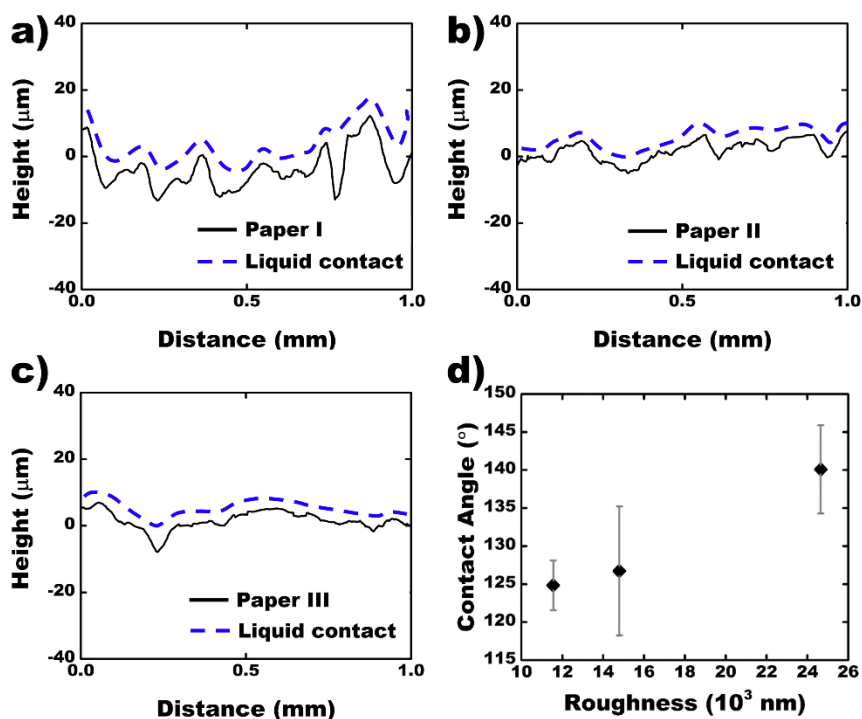 a)
Height (μm)
40
20
0
-20
-40
Paper I
Liquid contact
0.0
0.5
1.0
Distance (mm)
b)
Height (μm)
40
20
0
-20
-40
Paper II
Liquid contact
0.0
0.5
1.0
Distance (mm)
c)
Height (μm)
40
20
0
-20
-40
Paper III
Liquid contact
0.0
0.5
1.0
Distance (mm)
d)
Contact Angle (°)
150
145
140
135
130
125
120
115
10 12 14 16 18 20 22 24 26
Roughness (10³ nm)